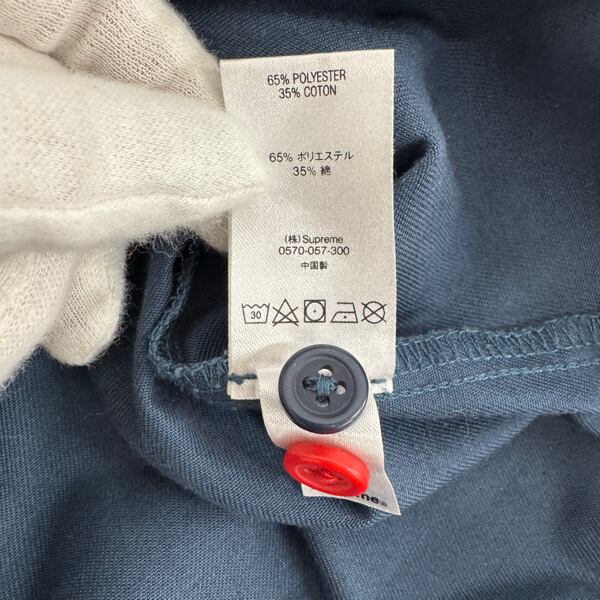 65% POLYESTER
35% COTON
65% ポリエステル
35% 綿
(株)Supreme
0570-057-300
中国製
30